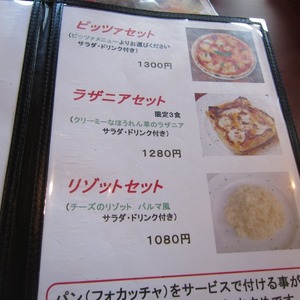 ピッツァセット
(ピッツァメニューよりお選びください
サラダ・ドリンク付き)
1300円
ラザニアセット
限定3食
(クリーミーなほうれん草のラザニア
サラダ・ドリンク付き)
1280円
リゾットセット
(チーズのリゾット パルマ風
サラダ・ドリンク付き)
1080円
パン(フォカッチャ)をサービスで付ける事が